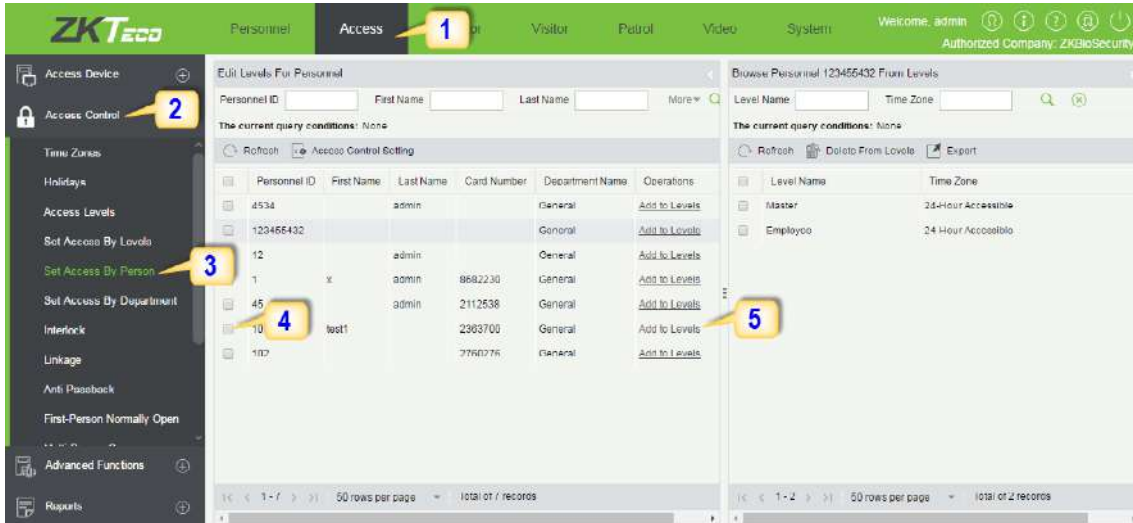 ZKTeco
Personnel Access Visitor Patrol Video System
1
Welcome, admin
Authorized Company: ZKBioSecurity
Access Device
Access Control
2
Time Zones
Holidays
Access Levels
Set Access By Levels
Set Access By Person
3
Set Access By Department
Interlock
Linkage
Anti Passback
First-Person Normally Open
Advanced Functions
Reports
Edit Levels For Personnel
Personnel ID First Name Last Name More
The current query conditions: None
Refresh Access Control Setting
Personnel ID First Name Last Name Card Number Department Name Operations
4534 admin General Add to Levels
123455432 General Add to Levels
12 admin General Add to Levels
1 x admin 8682230 General Add to Levels
45 admin 2112538 General Add to Levels
4
10 test1 2363700 General Add to Levels
5
102 2760276 General Add to Levels
1-7 50 rows per page Total of 7 records
Browse Personnel 123455432 From Levels
Level Name Time Zone
The current query conditions: None
Refresh Delete From Levels Export
Level Name Time Zone
Master 24-Hour Accessible
Employee 24-Hour Accessible
1-2 50 rows per page Total of 2 records